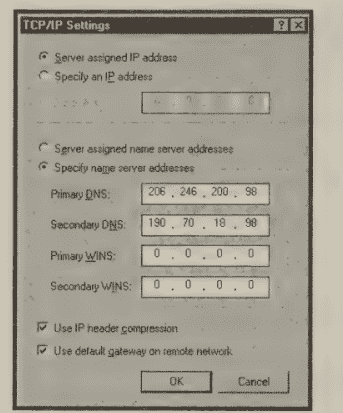 TCP/IP Settings
Server assigned IP address
Specify an IP address
Server assigned name server addresses
Specify name server addresses
Primary DNS: 206 . 246 . 200 . 98
Secondary DNS: 190 . 70 . 18 . 98
Primary WINS: 0 . 0 . 0 . 0
Secondary WINS: 0 . 0 . 0 . 0
Use IP header compression
Use default gateway on remote network
OK Cancel